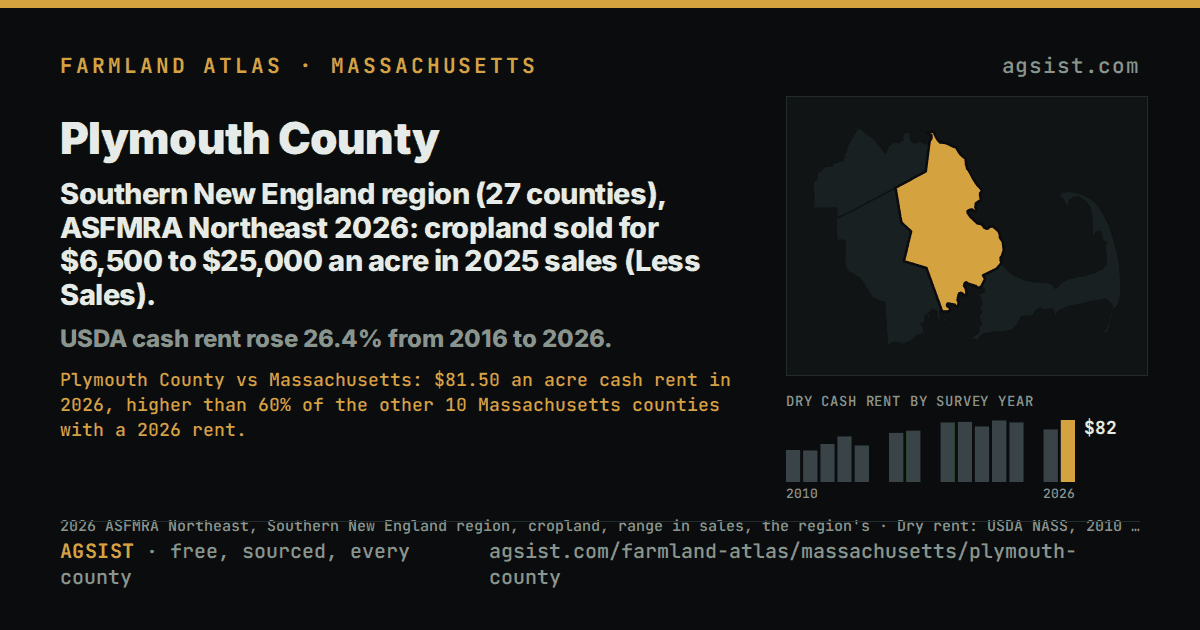 FARMLAND ATLAS · MASSACHUSETTS
agsist.com
Plymouth County
Southern New England region (27 counties),
ASFMRA Northeast 2026: cropland sold for
$6,500 to $25,000 an acre in 2025 sales (Less
Sales).
USDA cash rent rose 26.4% from 2016 to 2026.
Plymouth County vs Massachusetts: $81.50 an acre cash rent in
2026, higher than 60% of the other 10 Massachusetts counties
with a 2026 rent.
DRY CASH RENT BY SURVEY YEAR
$82
2010 2026
2026 ASFMRA Northeast, Southern New England region, cropland, range in sales, the region's · Dry rent: USDA NASS, 2010 …
AGSIST · free, sourced, every
county
agsist.com/farmland-atlas/massachusetts/plymouth-
county